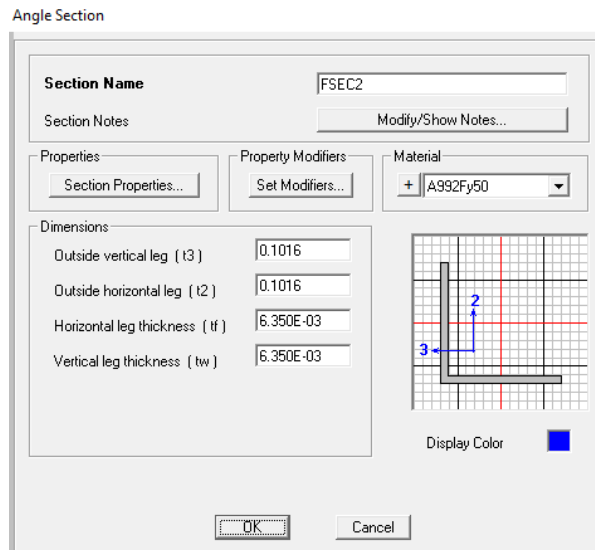 Angle Section
Section Name FSEC2
Section Notes Modify/Show Notes...
Properties Property Modifiers Material
Section Properties... Set Modifiers... + A992Fy50
Dimensions
Outside vertical leg ( t3 ) 0.1016
Outside horizontal leg ( t2 ) 0.1016
Horizontal leg thickness ( tf ) 6.350E-03
Vertical leg thickness ( tw ) 6.350E-03
2
3
Display Color
OK Cancel